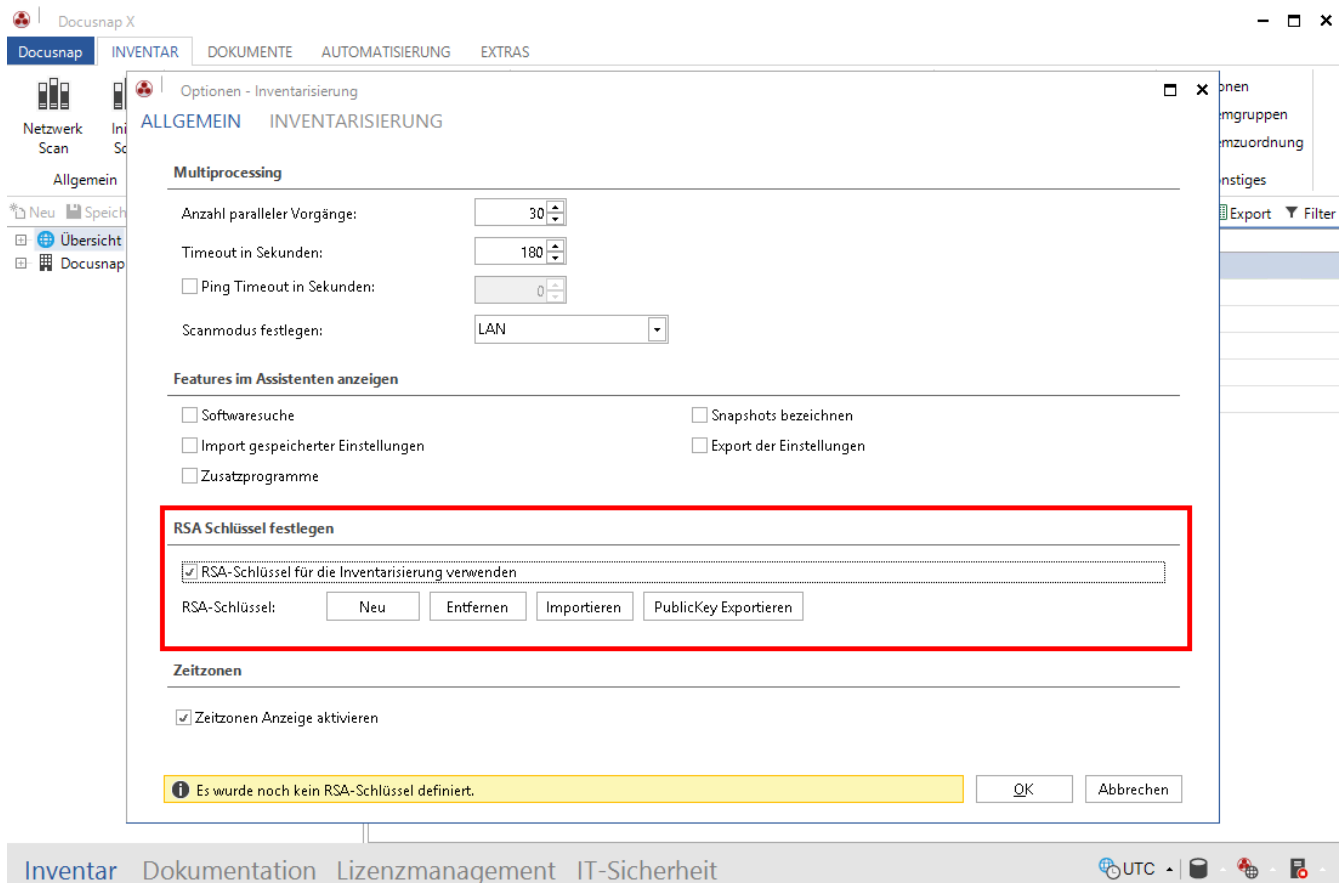 Docusnap X
Docusnap INVENTAR DOKUMENTE AUTOMATISIERUNG EXTRAS
Netzwerk
Scan
Allgemein
Neu Speich
Übersicht
Docusnap
Export Filter
Optionen - Inventarisierung
ALLGEMEIN INVENTARISIERUNG
Multiprocessing
Anzahl paralleler Vorgänge: 30
Timeout in Sekunden: 180
Ping Timeout in Sekunden: 0
Scanmodus festlegen: LAN
Features im Assistenten anzeigen
Softwaresuche Snapshots bezeichnen
Import gespeicherter Einstellungen Export der Einstellungen
Zusatzprogramme
RSA Schlüssel festlegen
RSA-Schlüssel für die Inventarisierung verwenden
RSA-Schlüssel: Neu Entfernen Importieren PublicKey Exportieren
Zeitzonen
Zeitzonen Anzeige aktivieren
Es wurde noch kein RSA-Schlüssel definiert. OK Abbrechen
Inventar Dokumentation Lizenzmanagement IT-Sicherheit UTC